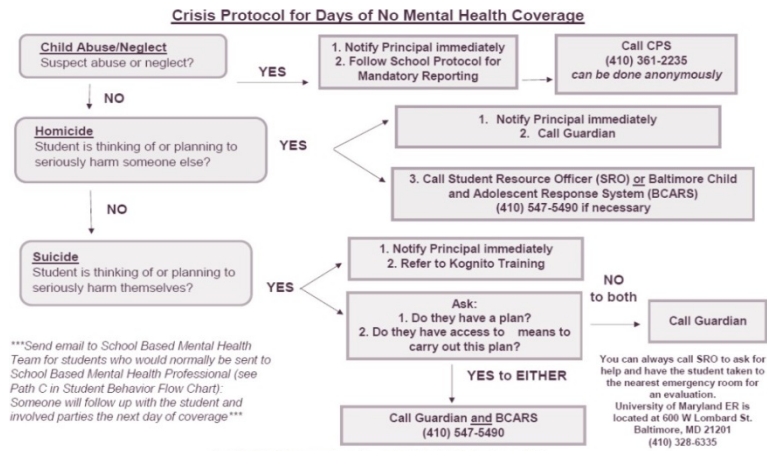 Crisis Protocol for Days of No Mental Health Coverage
Child Abuse/Neglect
Suspect abuse or neglect?
YES
1. Notify Principal immediately
2. Follow School Protocol for
Mandatory Reporting
Call CPS
(410) 361-2235
can be done anonymously
NO
Homicide
Student is thinking of or planning to
seriously harm someone else?
YES
1. Notify Principal immediately
2. Call Guardian
3. Call Student Resource Officer (SRO) or Baltimore Child
and Adolescent Response System (BCARS)
(410) 547-5490 if necessary
NO
Suicide
Student is thinking of or planning to
seriously harm themselves?
YES
1. Notify Principal immediately
2. Refer to Kognito Training
Ask:
1. Do they have a plan?
2. Do they have access to means to
carry out this plan?
NO
to both
Call Guardian
YES to EITHER
Call Guardian and BCARS
(410) 547-5490
You can always call SRO to ask for
help and have the student taken to
the nearest emergency room for
an evaluation.
University of Maryland ER is
located at 600 W Lombard St.
Baltimore, MD 21201
(410) 328-6335
***Send email to School Based Mental Health
Team for students who would normally be sent to
School Based Mental Health Professional (see
Path C in Student Behavior Flow Chart):
Someone will follow up with the student and
involved parties the next day of coverage***